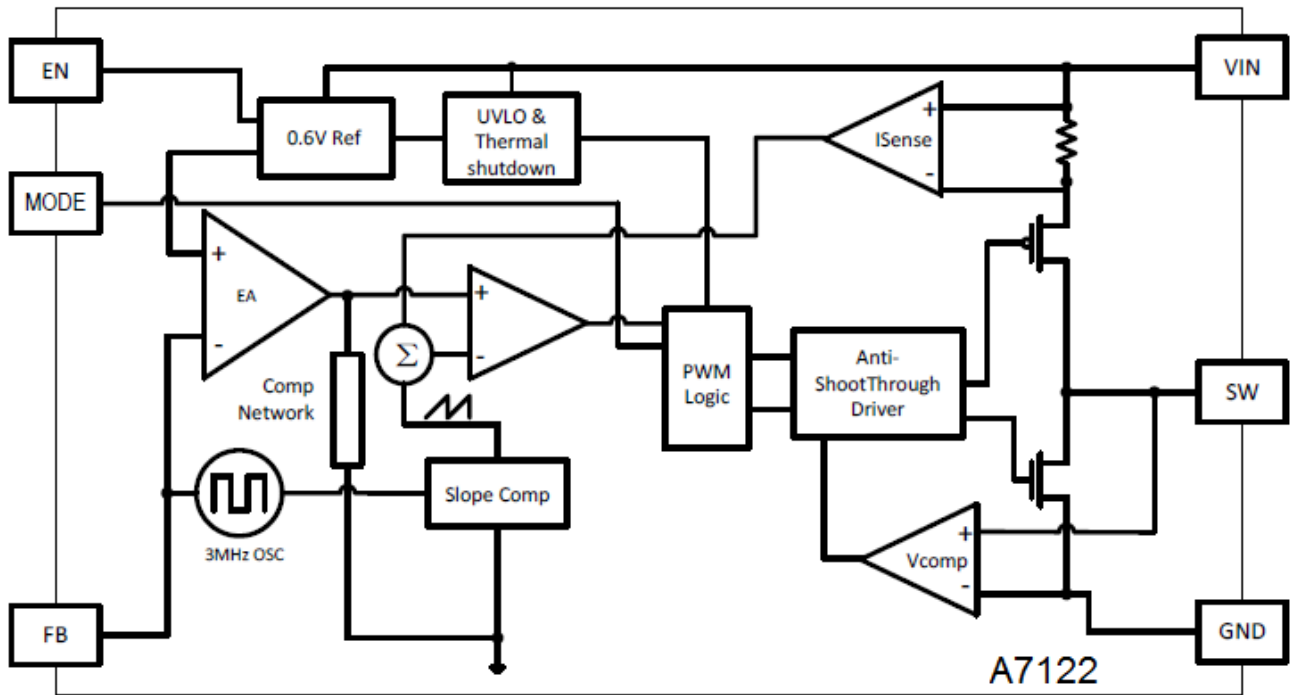 EN
VIN
0.6V Ref
UVLO &
Thermal
shutdown
+
ISense
-
MODE
+
EA
-
+
-
Σ
Comp
Network
PWM
Logic
Anti-
ShootThrough
Driver
SW
Slope Comp
3MHz OSC
+
Vcomp
-
FB
GND
A7122